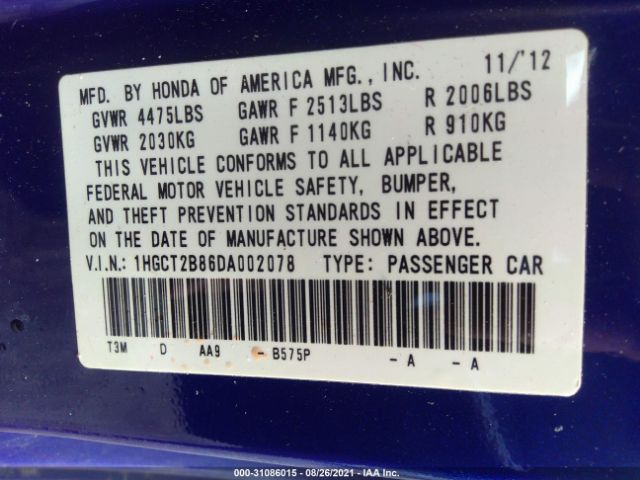 MFD. BY HONDA OF AMERICA MFG., INC. 11/'12
GVWR 4475LBS GAWR F 2513LBS R 2006LBS
GVWR 2030KG GAWR F 1140KG R 910KG
THIS VEHICLE CONFORMS TO ALL APPLICABLE
FEDERAL MOTOR VEHICLE SAFETY, BUMPER,
AND THEFT PREVENTION STANDARDS IN EFFECT
ON THE DATE OF MANUFACTURE SHOWN ABOVE.
V.I.N.: 1HGCT2B86DA002078 TYPE: PASSENGER CAR
T3M D AA9 - B575P - A - A
000-31086015 - 08/26/2021 - IAA Inc.